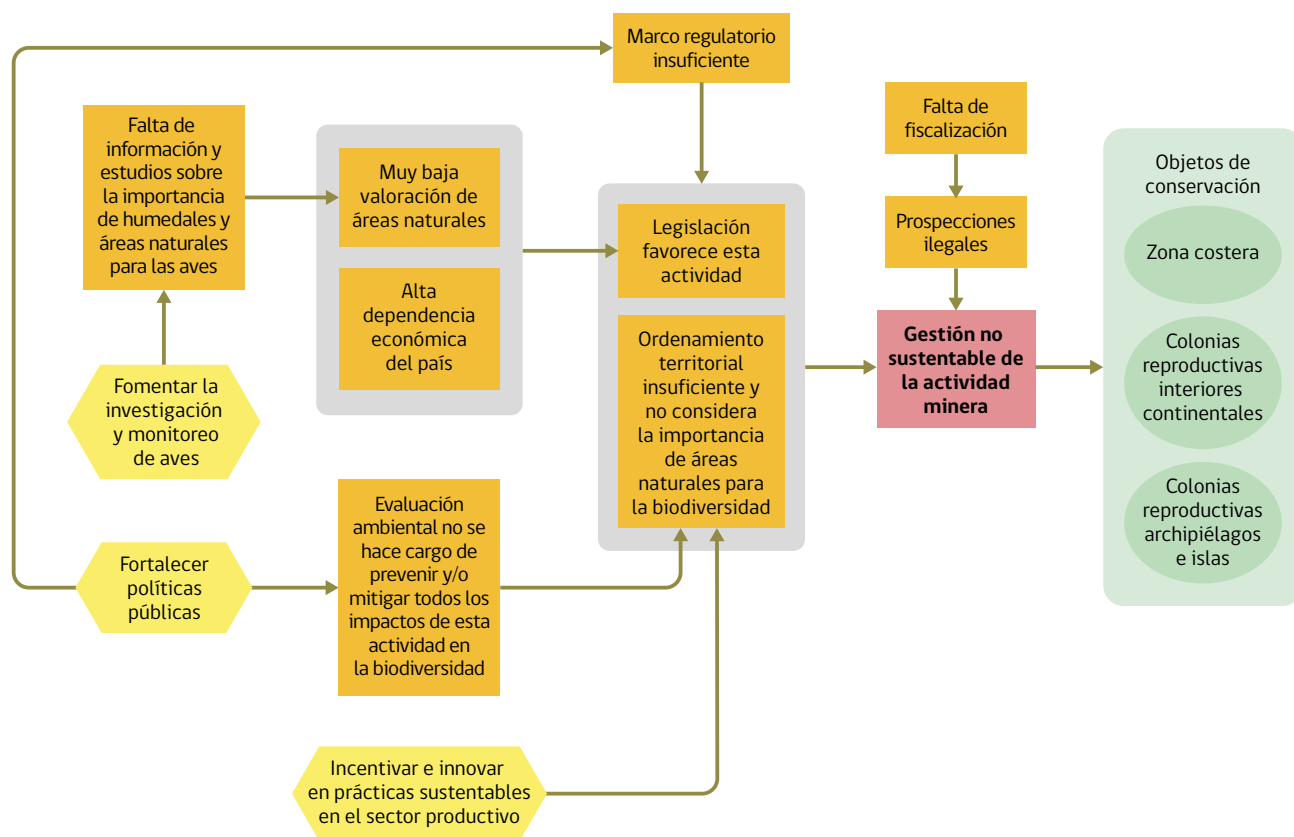 Marco regulatorio
insuficiente
Falta de
información y
estudios sobre
la importancia
de humedales y
áreas naturales
para las aves
Muy baja
valoración de
áreas naturales
Alta
dependencia
económica
del país
Legislación
favorece esta
actividad
Ordenamiento
territorial
insuficiente y
no considera
la importancia
de áreas
naturales para
la biodiversidad
Falta de
fiscalización
Prospecciones
ilegales
Gestión no
sustentable de
la actividad
minera
Objetos de
conservación
Zona costera
Colonias
reproductivas
interiores
continentales
Colonias
reproductivas
archipiélagos
e islas
Fomentar la
investigación
y monitoreo
de aves
Fortalecer
políticas
públicas
Evaluación
ambiental no se
hace cargo de
prevenir y/o
mitigar todos los
impactos de esta
actividad en
la biodiversidad
Incentivar e innovar
en prácticas sustentables
en el sector productivo